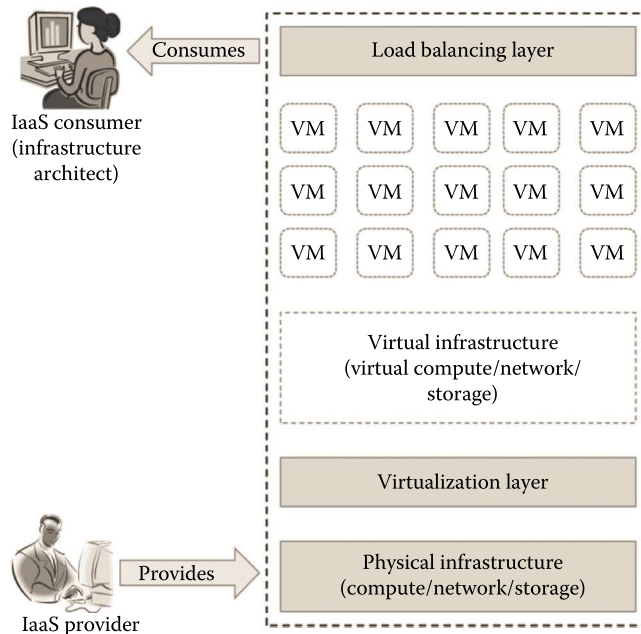 Consumes
Load balancing layer
IaaS consumer
(infrastructure
architect)
VM VM VM VM VM
VM VM VM VM VM
VM VM VM VM VM
Virtual infrastructure
(virtual compute/network/
storage)
Virtualization layer
Provides
Physical infrastructure
(compute/network/storage)
IaaS provider